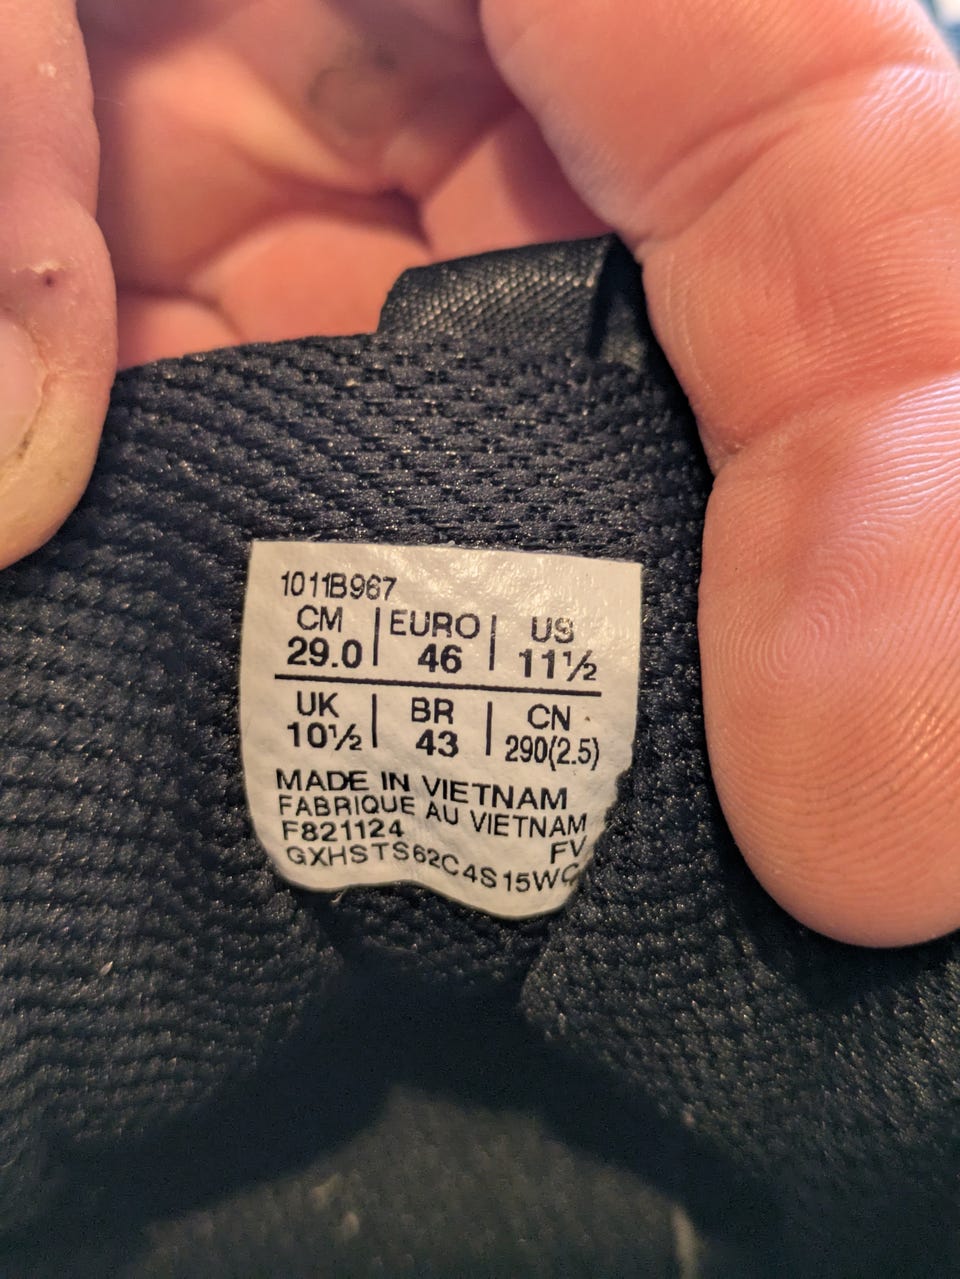 1011B967
CM | EURO | US
29.0 | 46 | 11½
UK | BR | CN
10½ | 43 | 290(2.5)
MADE IN VIETNAM
FABRIQUE AU VIETNAM
F821124 FV
GXHSTS62C4S15WC